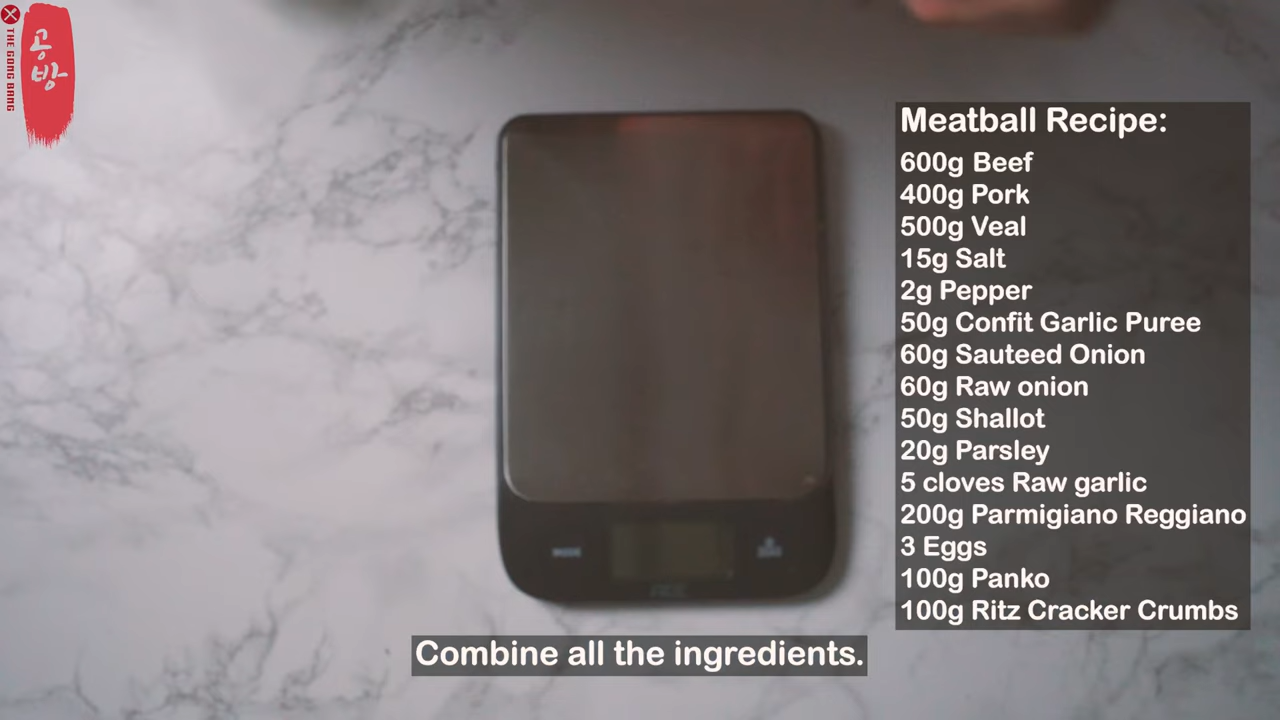 THE GONG BANG
공방
Meatball Recipe:
600g Beef
400g Pork
500g Veal
15g Salt
2g Pepper
50g Confit Garlic Puree
60g Sauteed Onion
60g Raw onion
50g Shallot
20g Parsley
5 cloves Raw garlic
200g Parmigiano Reggiano
3 Eggs
100g Panko
100g Ritz Cracker Crumbs
MODE
Combine all the ingredients.